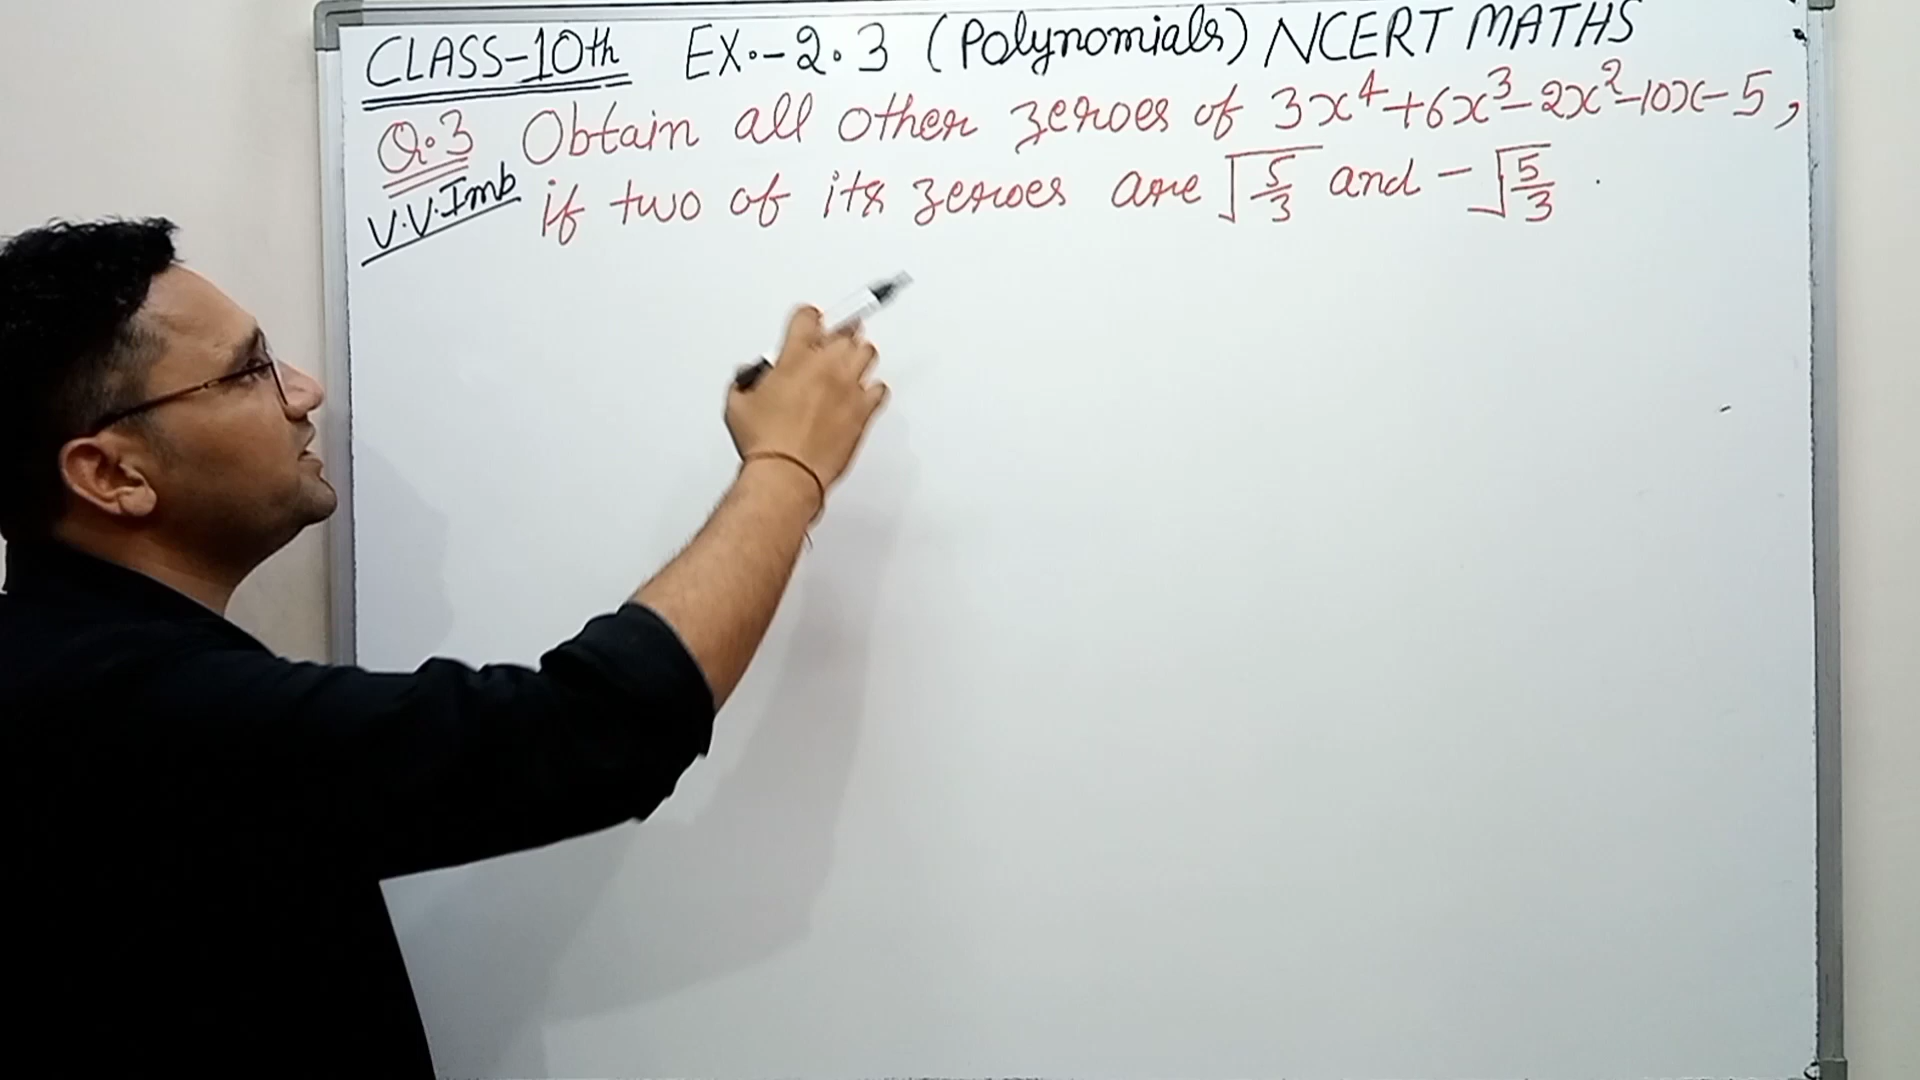 CLASS-10th EX.-2.3 (Polynomials) NCERT MATHS
Q.3 Obtain all other zeroes of 3x⁴+6x³-2x²-10x-5,
V.V.Imb if two of its zeroes are √5/3 and -√5/3.